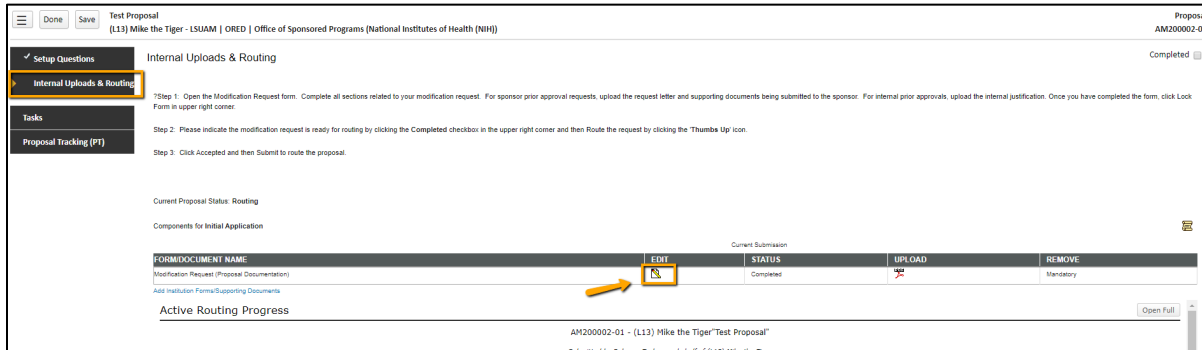 Done Save Test Proposal Proposa
(L13) Mike the Tiger - LSUAM | ORED | Office of Sponsored Programs (National Institutes of Health (NIH)) AM200002-0
Setup Questions Internal Uploads & Routing Completed
Internal Uploads & Routing
?Step 1: Open the Modification Request form. Complete all sections related to your modification request. For sponsor prior approval requests, upload the request letter and supporting documents being submitted to the sponsor. For internal prior approvals, upload the internal justification. Once you have completed the form, click Lock
Form in upper right corner.
Tasks
Step 2: Please indicate the modification request is ready for routing by clicking the Completed checkbox in the upper right corner and then Route the request by clicking the 'Thumbs Up' icon.
Proposal Tracking (PT)
Step 3: Click Accepted and then Submit to route the proposal.
Current Proposal Status: Routing
Components for Initial Application
Current Submission
FORM/DOCUMENT NAME EDIT STATUS UPLOAD REMOVE
Modification Request (Proposal Documentation) Completed Mandatory
Add Institution Forms/Supporting Documents
Active Routing Progress Open Full
AM200002-01 - (L13) Mike the Tiger"Test Proposal"